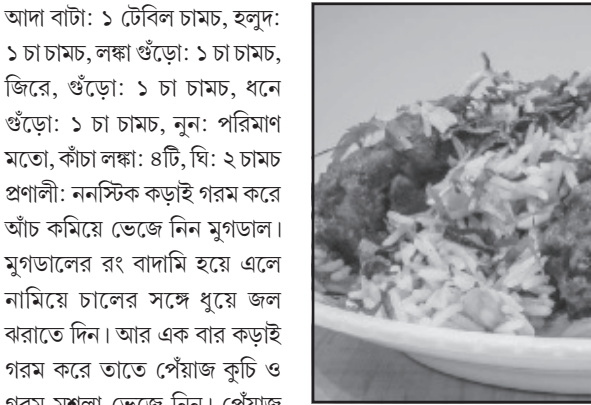 আদা বাটা: ১ টেবিল চামচ, হলুদ:
১ চা চামচ, লঙ্কা গুঁড়ো: ১ চা চামচ,
জিরে, গুঁড়ো: ১ চা চামচ, ধনে
গুঁড়ো: ১ চা চামচ, নুন: পরিমাণ
মতো, কাঁচা লঙ্কা: ৪টি, ঘি: ২ চামচ
প্রণালী: ননস্টিক কড়াই গরম করে
আঁচ কমিয়ে ভেজে নিন মুগডাল।
মুগডালের রং বাদামি হয়ে এলে
নামিয়ে চালের সঙ্গে ধুয়ে জল
ঝরাতে দিন। আর এক বার কড়াই
গরম করে তাতে পেঁয়াজ কুচি ও
গরম মশলা ভেজে নিন। পেঁয়াজ